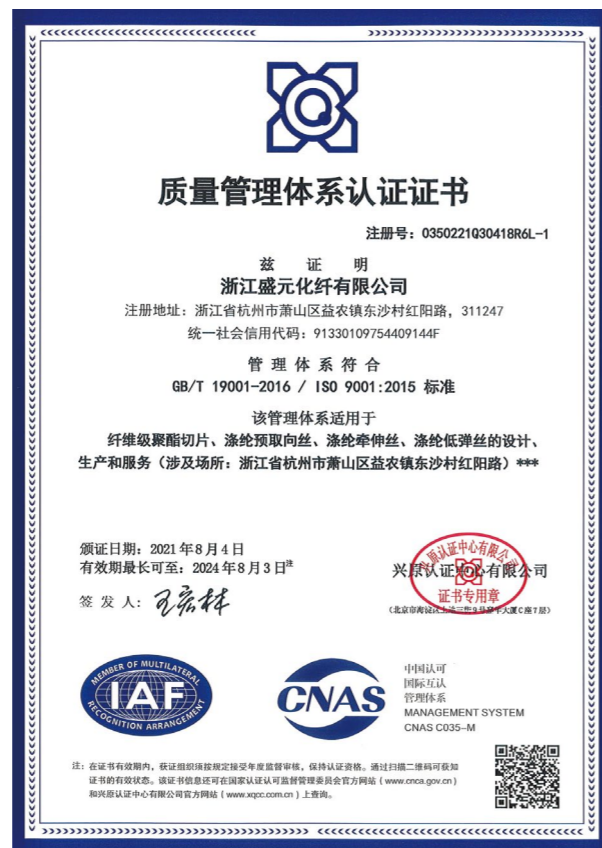 质量管理体系认证证书
注册号：0350221Q30418R6L-1
兹 证 明
浙江盛元化纤有限公司
注册地址：浙江省杭州市萧山区益农镇东沙村红阳路，311247
统一社会信用代码：91330109754409144F
管 理 体 系 符 合
GB/T 19001-2016 / ISO 9001:2015 标准
该管理体系适用于
纤维级聚酯切片、涤纶预取向丝、涤纶牵伸丝、涤纶低弹丝的设计、
生产和服务（涉及场所：浙江省杭州市萧山区益农镇东沙村红阳路）***
颁证日期：2021年8月4日
有效期最长可至：2024年8月3日注
兴原认证中心有限公司
兴原认证中心有限公司
证书专用章
签 发 人：王宏林
MEMBER OF MULTILATERAL
IAF
RECOGNITION ARRANGEMENT
CNAS
中国认可
国际互认
管理体系
MANAGEMENT SYSTEM
CNAS C035-M
注：在证书有效期内，获证组织须按规定接受年度监督审核，保持认证资格。通过扫描二维码可获知
证书的有效状态。该证书信息还可在国家认证认可监督管理委员会官方网站（www.cnca.gov.cn）
和兴原认证中心有限公司官方网站（www.xqcc.com.cn）上查询。